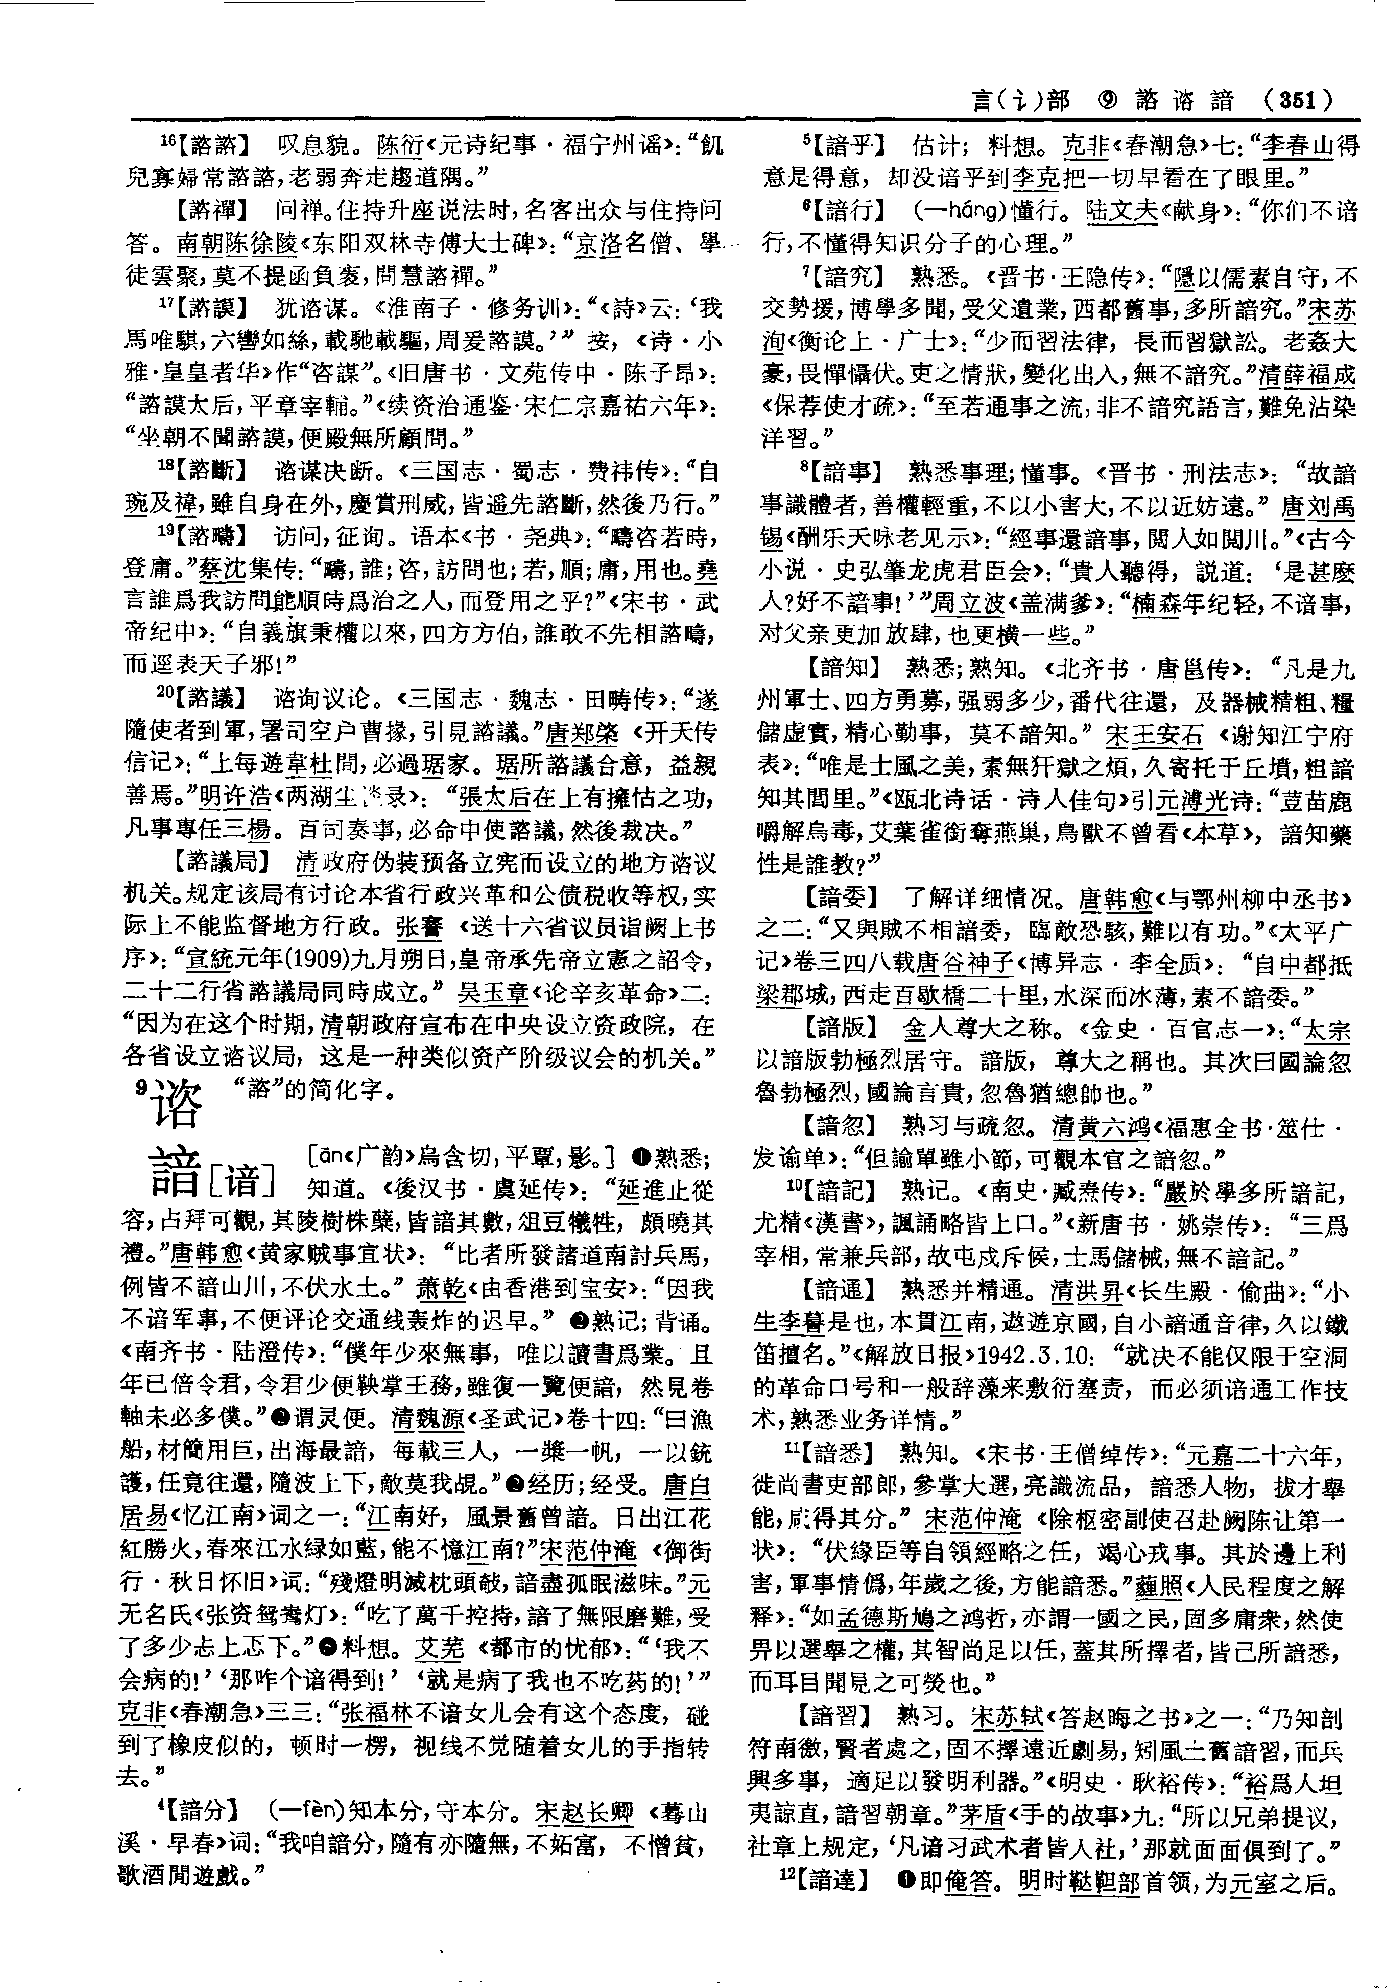 言(讠)部 ⑨ 諮 谘 諳 (351)
16【諮諮】 叹息貌。陈衍《元诗纪事·福宁州谣》:“飢
兒寡婦常諮諮,老弱奔走趨道隅。”
【諮禪】 问禅。住持升座说法时,名客出众与住持问
答。南朝陈徐陵《东阳双林寺傅大士碑》:“京洛名僧、學
徒雲聚,莫不提函負袠,問慧諮禪。”
17【諮謨】 犹谘谋。《淮南子·修务训》:“《詩》云:‘我
馬唯騏,六轡如絲,載馳載驅,周爰諮謨。’” 按,《诗·小
雅·皇皇者华》作“咨謀”。《旧唐书·文苑传中·陈子昂》:
“諮謨太后,平章宰輔。”《续资治通鉴·宋仁宗嘉祐六年》:
“坐朝不聞諮謨,便殿無所顧問。”
18【諮斷】 谘谋决断。《三国志·蜀志·费祎传》:“自
琬及禕,雖自身在外,慶賞刑威,皆遥先諮斷,然後乃行。”
19【諮疇】 访问,征询。语本《书·尧典》:“疇咨若時,
登庸。”蔡沈集传:“疇,誰;咨,訪問也;若,順;庸,用也。堯
言誰爲我訪問能順時爲治之人,而登用之乎?”《宋书·武
帝纪中》:“自義旗秉權以來,四方方伯,誰敢不先相諮疇,
而逕表天子邪!”
20【諮議】 谘询议论。《三国志·魏志·田畴传》:“遂
隨使者到軍,署司空户曹掾,引見諮議。”唐郑棨《开天传
信记》:“上每遊韋杜間,必過琚家。琚所諮議合意,益親
善焉。”明许浩《两湖尘谈录》:“張太后在上有擁怙之功,
凡事專任三楊。百司奏事,必命中使諮議,然後裁决。”
【諮議局】 清政府伪装预备立宪而设立的地方谘议
机关。规定该局有讨论本省行政兴革和公债税收等权,实
际上不能监督地方行政。张謇《送十六省议员诣阙上书
序》:“宣統元年(1909)九月朔日,皇帝承先帝立憲之詔令,
二十二行省諮議局同時成立。” 吴玉章《论辛亥革命》二:
“因为在这个时期,清朝政府宣布在中央设立资政院,在
各省设立谘议局,这是一种类似资产阶级议会的机关。”
9谘 “諮”的简化字。
諳[谙] [ān《广韵》烏含切,平覃,影。] ❶熟悉;
知道。《後汉书·虞延传》:“延進止從
容,占拜可觀,其陵樹株蘖,皆諳其數,俎豆犧牲,頗曉其
禮。”唐韩愈《黄家贼事宜状》:“比者所發諸道南討兵馬,
例皆不諳山川,不伏水土。”萧乾《由香港到宝安》:“因我
不谙军事,不便评论交通线轰炸的迟早。” ❷熟记;背诵。
《南齐书·陆澄传》:“僕年少來無事,唯以讀書爲業。且
年已倍令君,令君少便鞅掌王務,雖復一覽便諳,然見卷
軸未必多僕。”❸谓灵便。清魏源《圣武记》卷十四:“曰漁
船,材簡用巨,出海最諳,每載三人,一槳一帆,一以銃
護,任竟往還,隨波上下,敵莫我覘。”❹经历;经受。唐白
居易《忆江南》词之一:“江南好,風景舊曾諳。日出江花
紅勝火,春來江水緑如藍,能不憶江南?”宋范仲淹《御街
行·秋日怀旧》词:“殘燈明滅枕頭攲,諳盡孤眠滋味。”元
无名氏《张资鸳鸯灯》:“吃了萬千控持,諳了無限磨難,受
了多少忐上忑下。”❺料想。艾芜《都市的忧郁》:“‘我不
会病的!’‘那咋个谙得到!’‘就是病了我也不吃药的!’”
克非《春潮急》三三:“张福林不谙女儿会有这个态度,碰
到了橡皮似的,顿时一楞,视线不觉随着女儿的手指转
去。”
4【諳分】 (—fèn)知本分,守本分。宋赵长卿《蓦山
溪·早春》词:“我咱諳分,隨有亦隨無,不妬富,不憎貧,
歌酒閒遊戲。”
5【諳乎】 估计;料想。克非《春潮急》七:“李春山得
意是得意,却没谙乎到李克把一切早看在了眼里。”
6【諳行】 (—háng)懂行。陆文夫《献身》:“你们不谙
行,不懂得知识分子的心理。”
7【諳究】 熟悉。《晋书·王隐传》:“隱以儒素自守,不
交勢援,博學多聞,受父遺業,西都舊事,多所諳究。”宋苏
洵《衡论上·广士》:“少而習法律,長而習獄訟。老姦大
豪,畏憚懾伏。吏之情狀,變化出入,無不諳究。”清薛福成
《保荐使才疏》:“至若通事之流,非不諳究語言,難免沾染
洋習。”
8【諳事】 熟悉事理;懂事。《晋书·刑法志》:“故諳
事識體者,善權輕重,不以小害大,不以近妨遠。”唐刘禹
锡《酬乐天咏老见示》:“經事還諳事,閲人如閲川。”《古今
小说·史弘肇龙虎君臣会》:“貴人聽得,説道:‘是甚麽
人?好不諳事!’”周立波《盖满爹》:“楠森年纪轻,不谙事,
对父亲更加放肆,也更横一些。”
【諳知】 熟悉;熟知。《北齐书·唐邕传》:“凡是九
州軍士、四方勇募,强弱多少,番代往還,及器械精粗、糧
儲虚實,精心勤事,莫不諳知。”宋王安石《谢知江宁府
表》:“唯是士風之美,素無犴獄之煩,久寄托于丘墳,粗諳
知其閭里。”《瓯北诗话·诗人佳句》引元溥光诗:“荳苗鹿
嚼解烏毒,艾葉雀銜奪燕巢,鳥獸不曾看《本草》,諳知藥
性是誰教?”
【諳委】 了解详细情况。唐韩愈《与鄂州柳中丞书》
之二:“又與賊不相諳委,臨敵恐駭,難以有功。”《太平广
记》卷三四八载唐谷神子《博异志·李全质》:“自中都抵
梁郡城,西走百歇橋二十里,水深而冰薄,素不諳委。”
【諳版】 金人尊大之称。《金史·百官志一》:“太宗
以諳版勃極烈居守。諳版,尊大之稱也。其次曰國論忽
魯勃極烈,國論言貴,忽魯猶總帥也。”
【諳忽】 熟习与疏忽。清黄六鸿《福惠全书·筮仕·
发谕单》:“但諭單雖小節,可觀本官之諳忽。”
10【諳記】 熟记。《南史·臧焘传》:“嚴於學多所諳記,
尤精《漢書》,諷誦略皆上口。”《新唐书·姚崇传》:“三爲
宰相,常兼兵部,故屯戍斥候,士馬儲械,無不諳記。”
【諳通】 熟悉并精通。清洪昇《长生殿·偷曲》:“小
生李謩是也,本貫江南,遨遊京國,自小諳通音律,久以鐵
笛擅名。”《解放日报》1942.3.10:“就决不能仅限于空洞
的革命口号和一般辞藻来敷衍塞责,而必须谙通工作技
术,熟悉业务详情。”
11【諳悉】 熟知。《宋书·王僧绰传》:“元嘉二十六年,
徙尚書吏部郎,參掌大選,亮識流品,諳悉人物,拔才舉
能,咸得其分。”宋范仲淹《除枢密副使召赴阙陈让第一
状》:“伏緣臣等自領經略之任,竭心戎事。其於邊上利
害,軍事情僞,年歲之後,方能諳悉。”蘊照《人民程度之解
释》:“如孟德斯鳩之鸿哲,亦謂一國之民,固多庸衆,然使
畀以選舉之權,其智尚足以任,蓋其所擇者,皆己所諳悉,
而耳目聞見之可熒也。”
【諳習】 熟习。宋苏轼《答赵晦之书》之一:“乃知剖
符南徼,賢者處之,固不擇遠近劇易,矧風土舊諳習,而兵
興多事,適足以發明利器。”《明史·耿裕传》:“裕爲人坦
夷諒直,諳習朝章。”茅盾《手的故事》九:“所以兄弟提议,
社章上规定,‘凡谙习武术者皆入社,’那就面面俱到了。”
12【諳達】 ❶即俺答。明时鞑靼部首领,为元室之后。